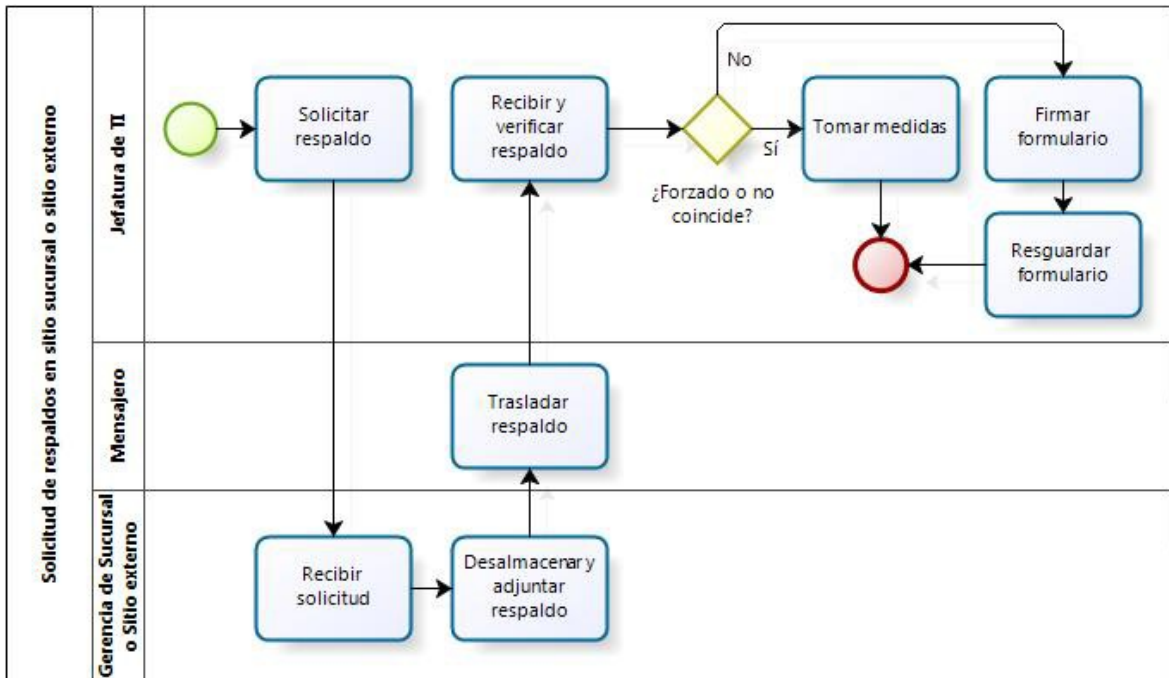 Solicitud de respaldos en sitio sucursal o sitio externo
Jefatura de TI
Solicitar
respaldo
Recibir y
verificar
respaldo
No
Sí
¿Forzado o no
coincide?
Tomar medidas
Firmar
formulario
Resguardar
formulario
Mensajero
Trasladar
respaldo
Gerencia de Sucursal
o Sitio externo
Recibir
solicitud
Desalmacenar y
adjuntar
respaldo